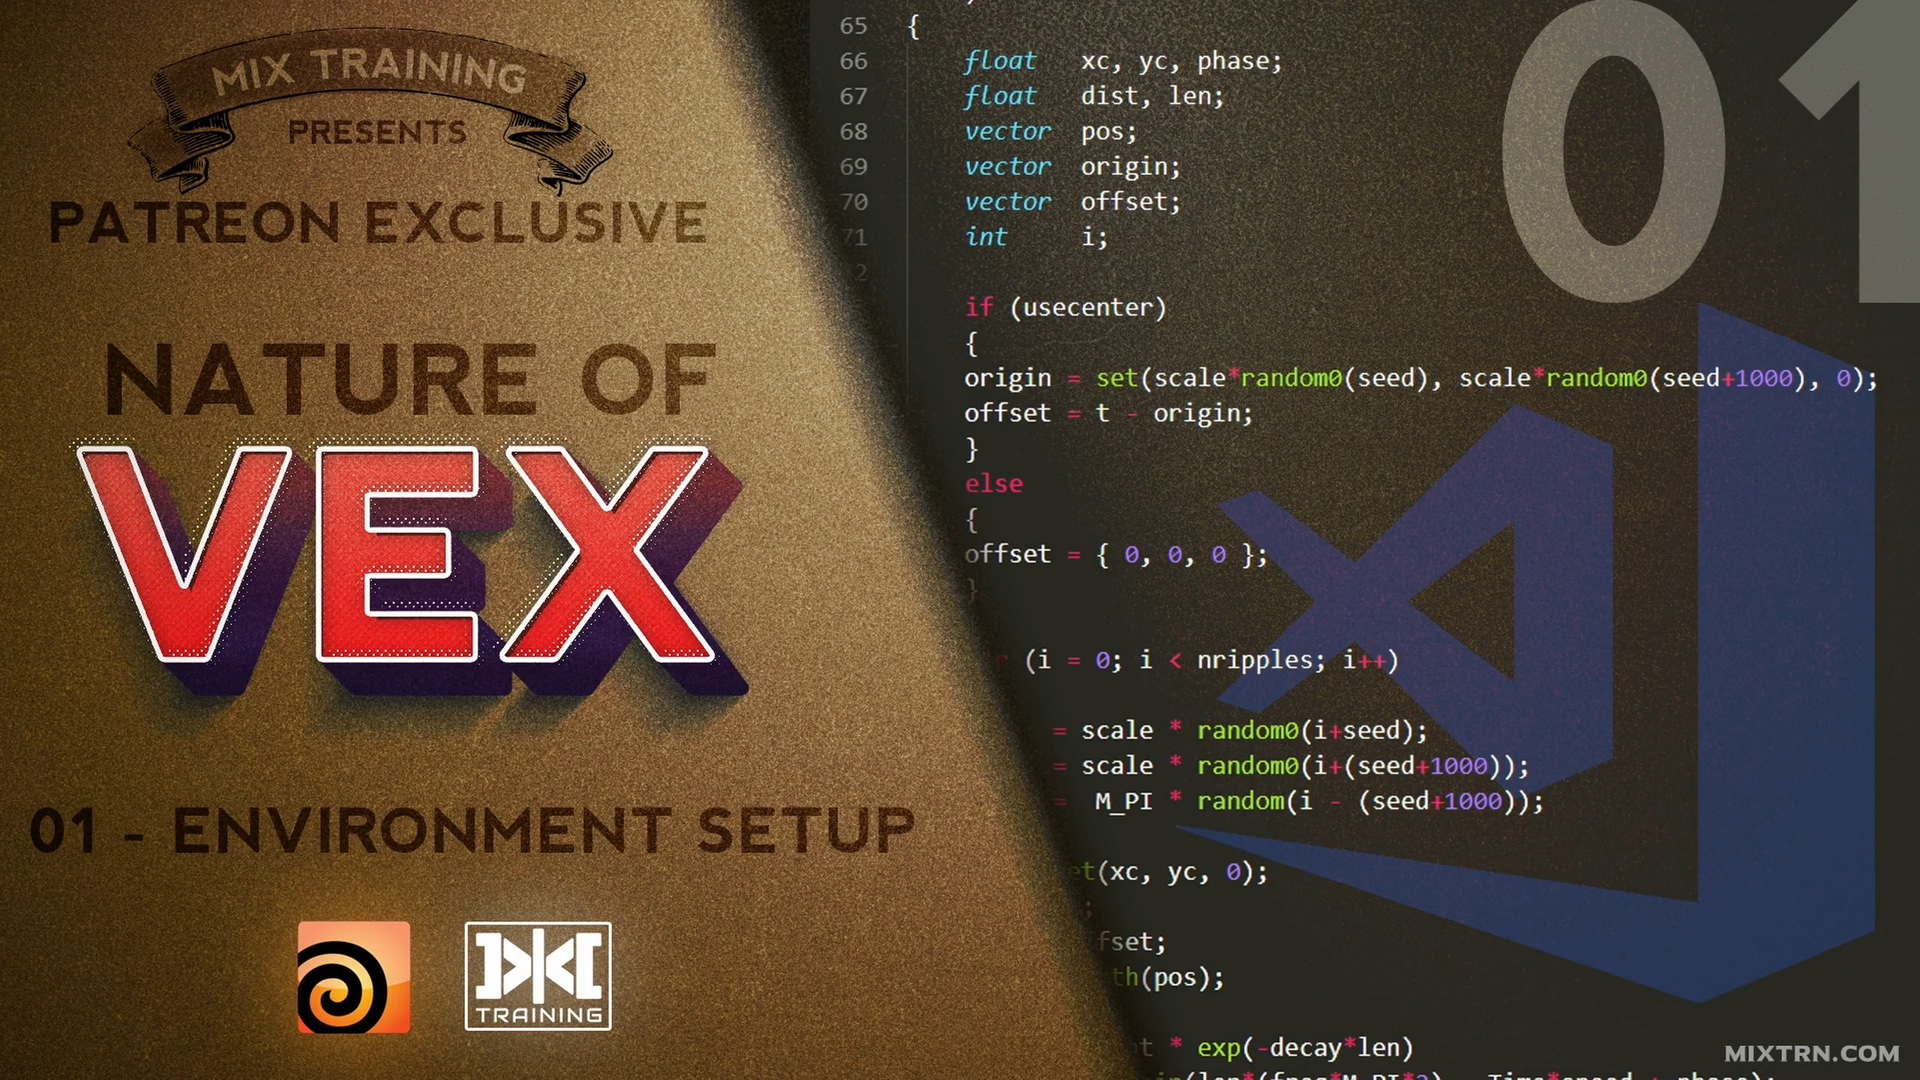 MIX TRAINING
PRESENTS
PATREON EXCLUSIVE
NATURE OF
VEX
01 - ENVIRONMENT SETUP
TRAINING
01
65 {
66 float xc, yc, phase;
67 float dist, len;
68 vector pos;
69 vector origin;
70 vector offset;
71 int i;
if (usecenter)
{
origin = set(scale*random0(seed), scale*random0(seed+1000), 0);
offset = t - origin;
}
else
{
offset = { 0, 0, 0 };
}
(i = 0; i < nripples; i++)
= scale * random0(i+seed);
= scale * random0(i+(seed+1000));
= M_PI * random(i - (seed+1000));
et(xc, yc, 0);
;
fset;
th(pos);
t * exp(-decay*len)
MIXTRN.COM